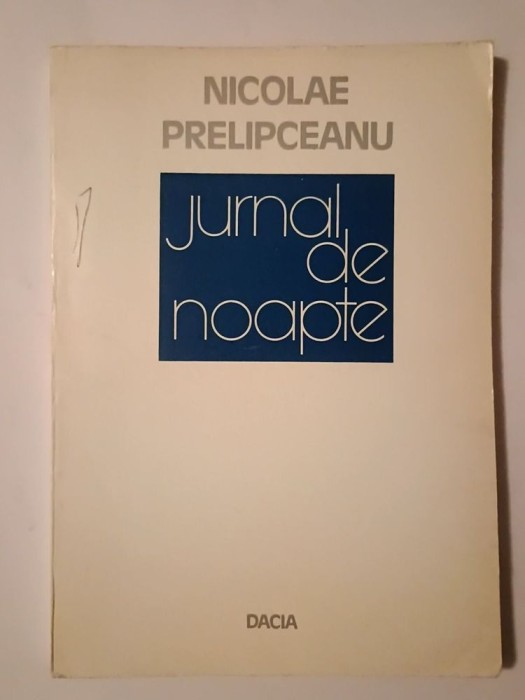 NICOLAE
PRELIPCEANU
jurnal
de
noapte
DACIA